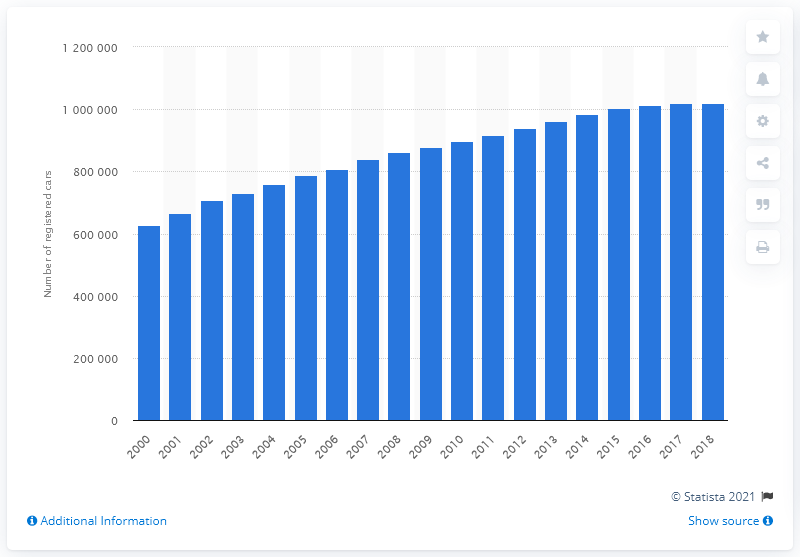 1 200 000
1 000 000
800 000
600 000
400 000
200 000
0
Number of registered cars
2000 2001 2002 2003 2004 2005 2006 2007 2008 2009 2010 2011 2012 2013 2014 2015 2016 2017 2018
© Statista 2021
Additional Information
Show source